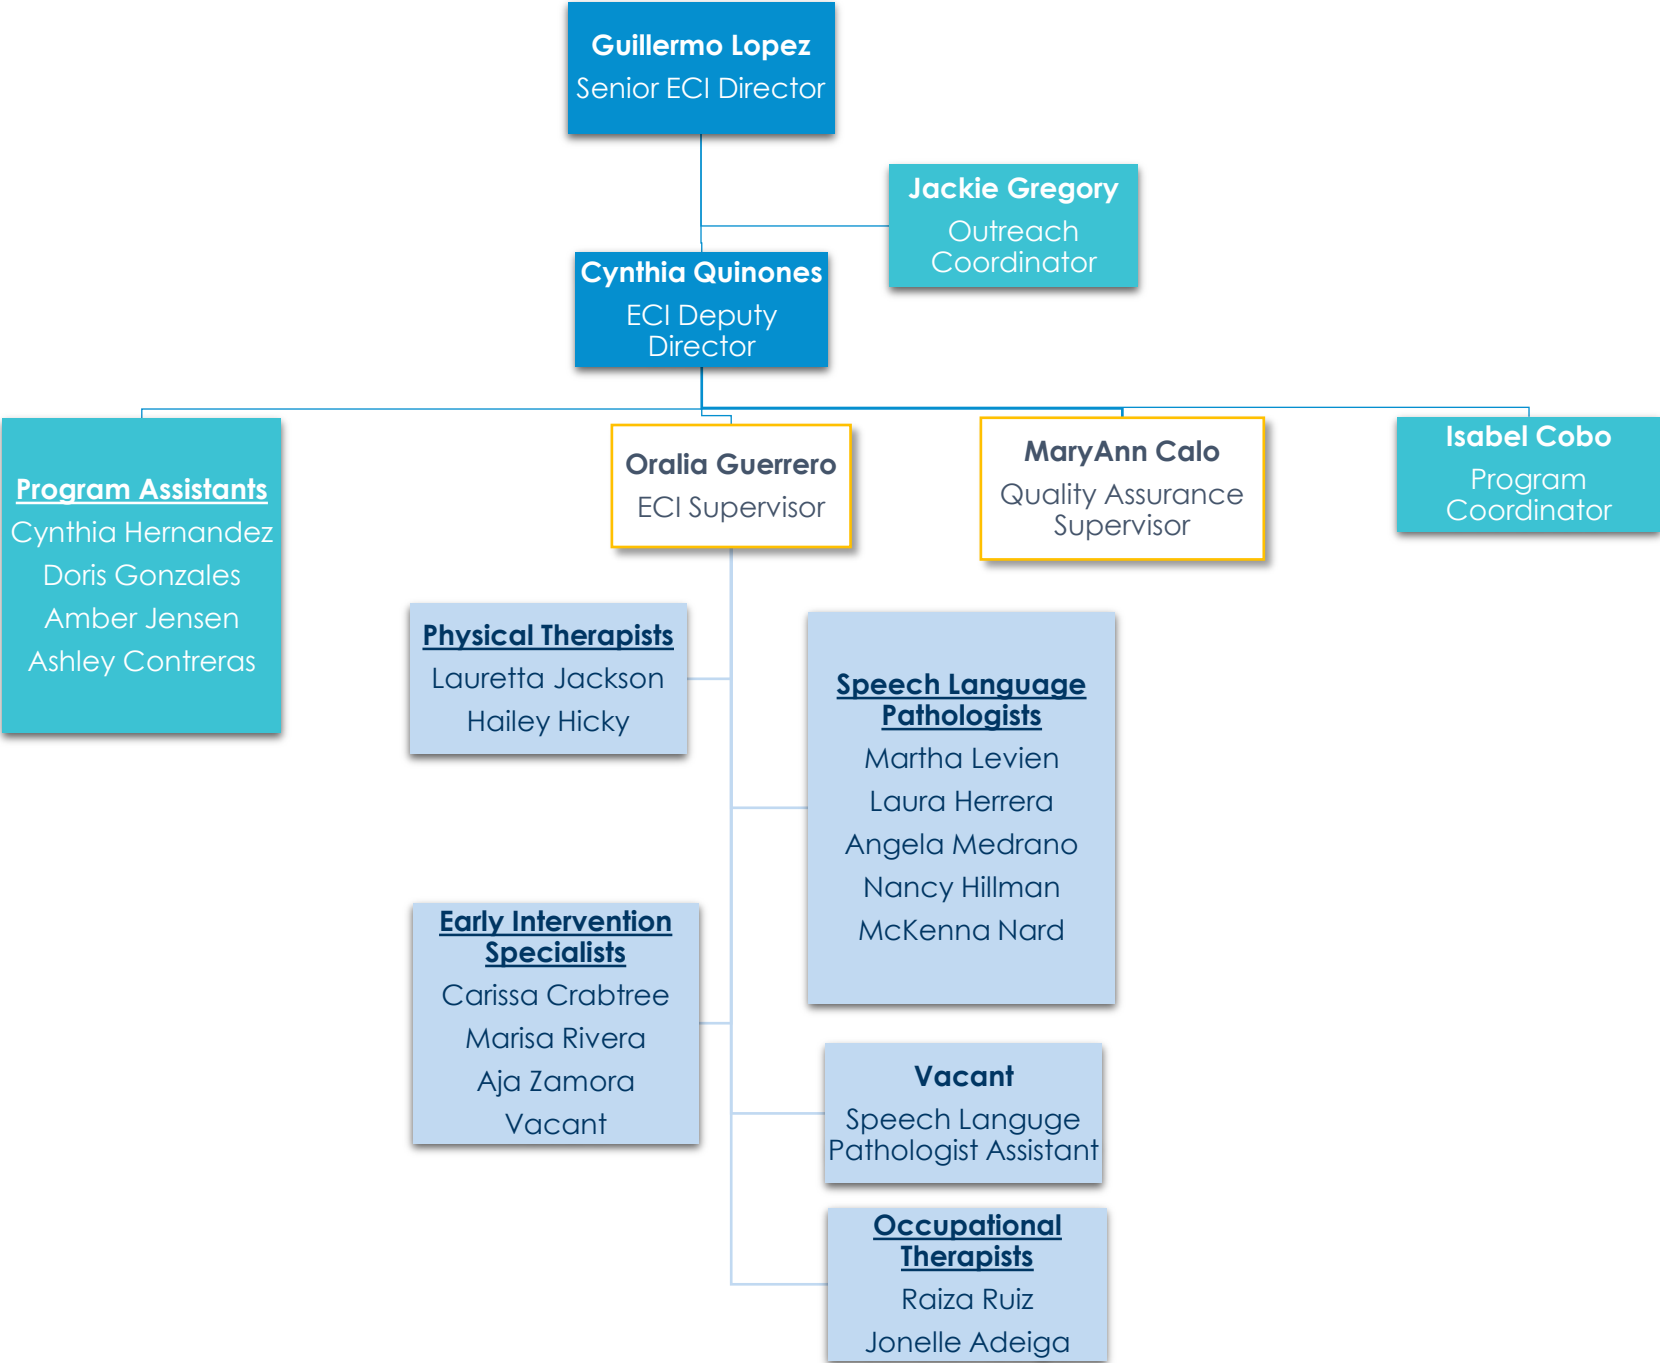 Guillermo Lopez
Senior ECI Director
Jackie Gregory
Outreach
Coordinator
Cynthia Quinones
ECI Deputy
Director
Program Assistants
Cynthia Hernandez
Doris Gonzales
Amber Jensen
Ashley Contreras
Oralia Guerrero
ECI Supervisor
MaryAnn Calo
Quality Assurance
Supervisor
Isabel Cobo
Program
Coordinator
Physical Therapists
Lauretta Jackson
Hailey Hicky
Speech Language
Pathologists
Martha Levien
Laura Herrera
Angela Medrano
Nancy Hillman
McKenna Nard
Early Intervention
Specialists
Carissa Crabtree
Marisa Rivera
Aja Zamora
Vacant
Vacant
Speech Languge
Pathologist Assistant
Occupational
Therapists
Raiza Ruiz
Jonelle Adeiga